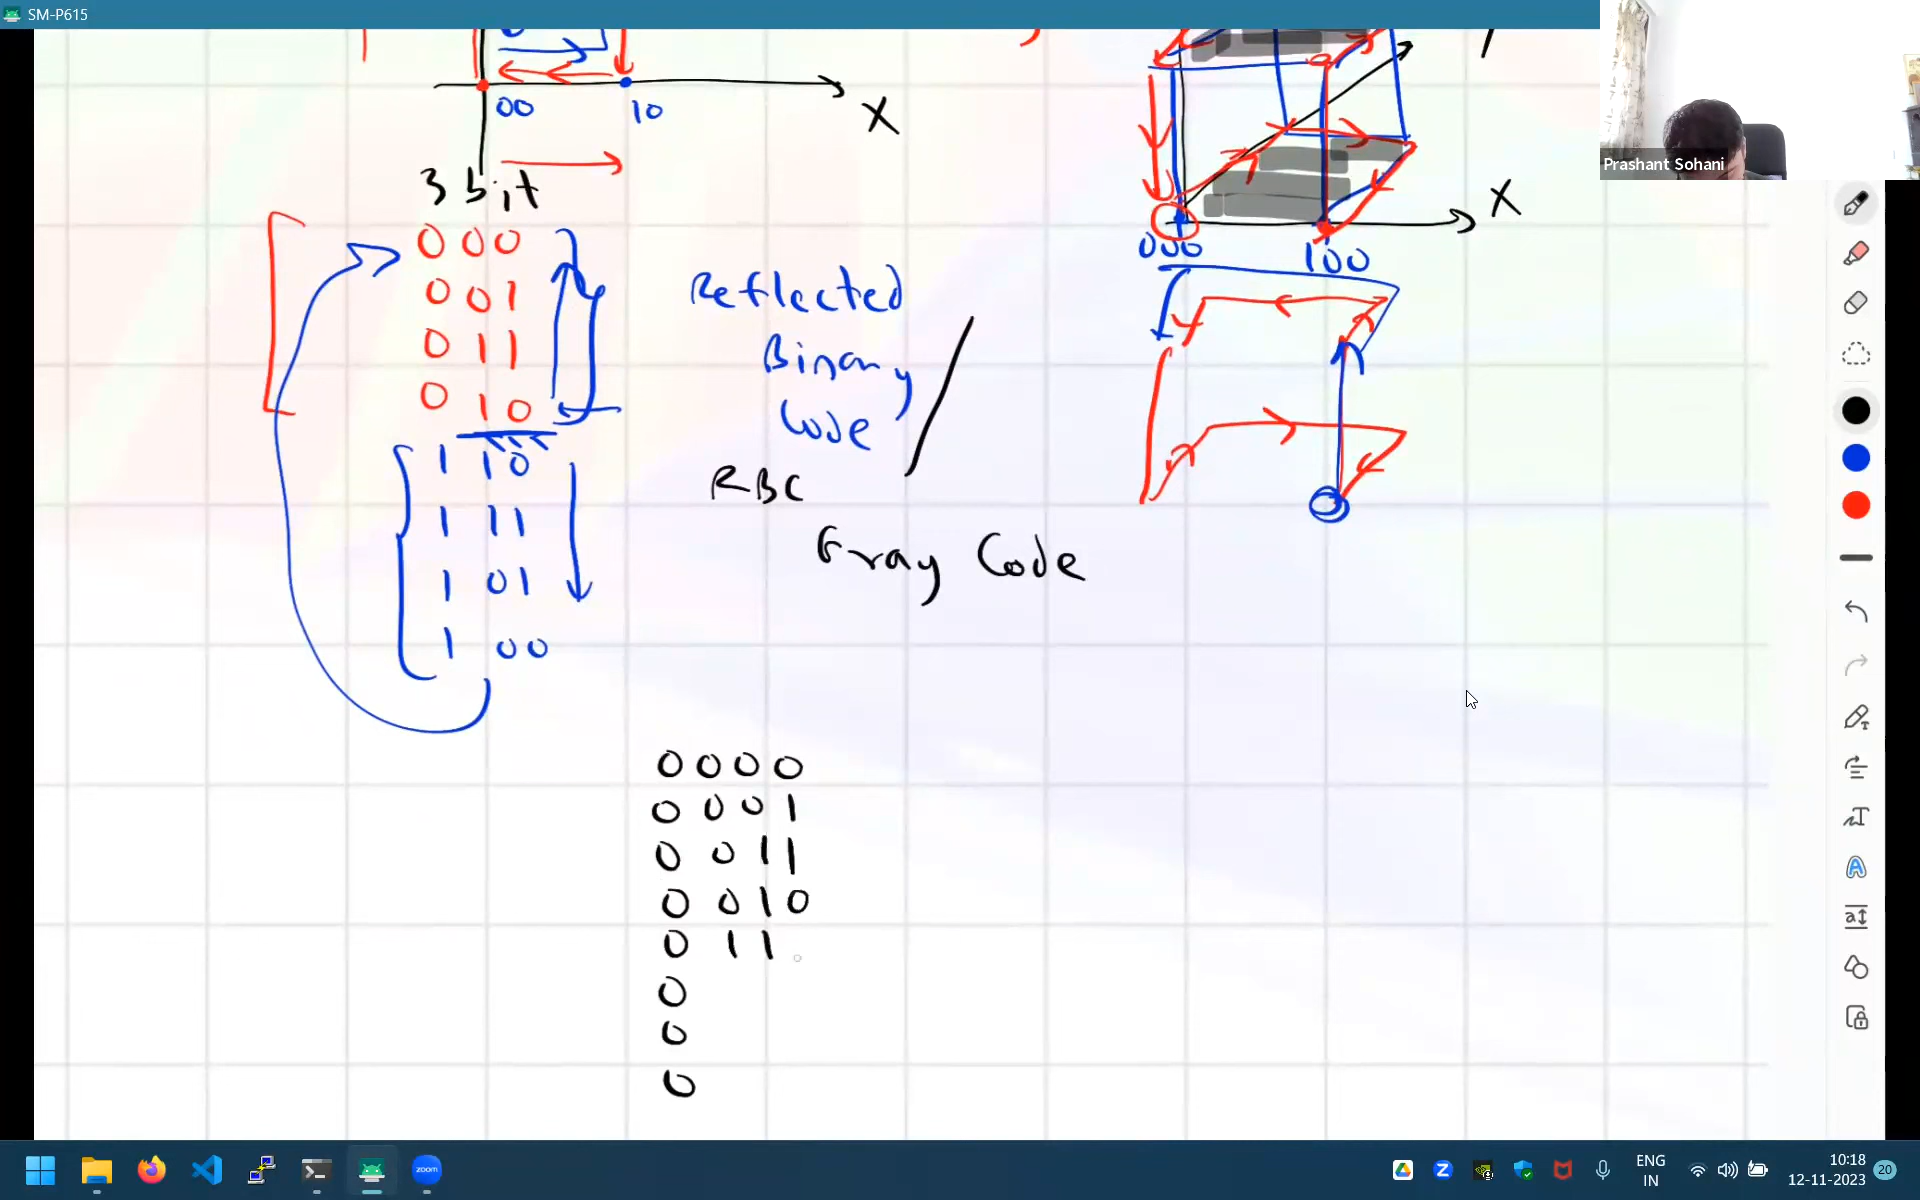 SM-P615
Prashant Sohani
00
10
X
3 bit
000
001
011
010
110
111
101
100
Reflected
Binary
Code
RBC
Gray Code
X
000
100
0000
0001
0011
0010
011
0
0
0
zoom
ENG
IN
10:18
12-11-2023
20